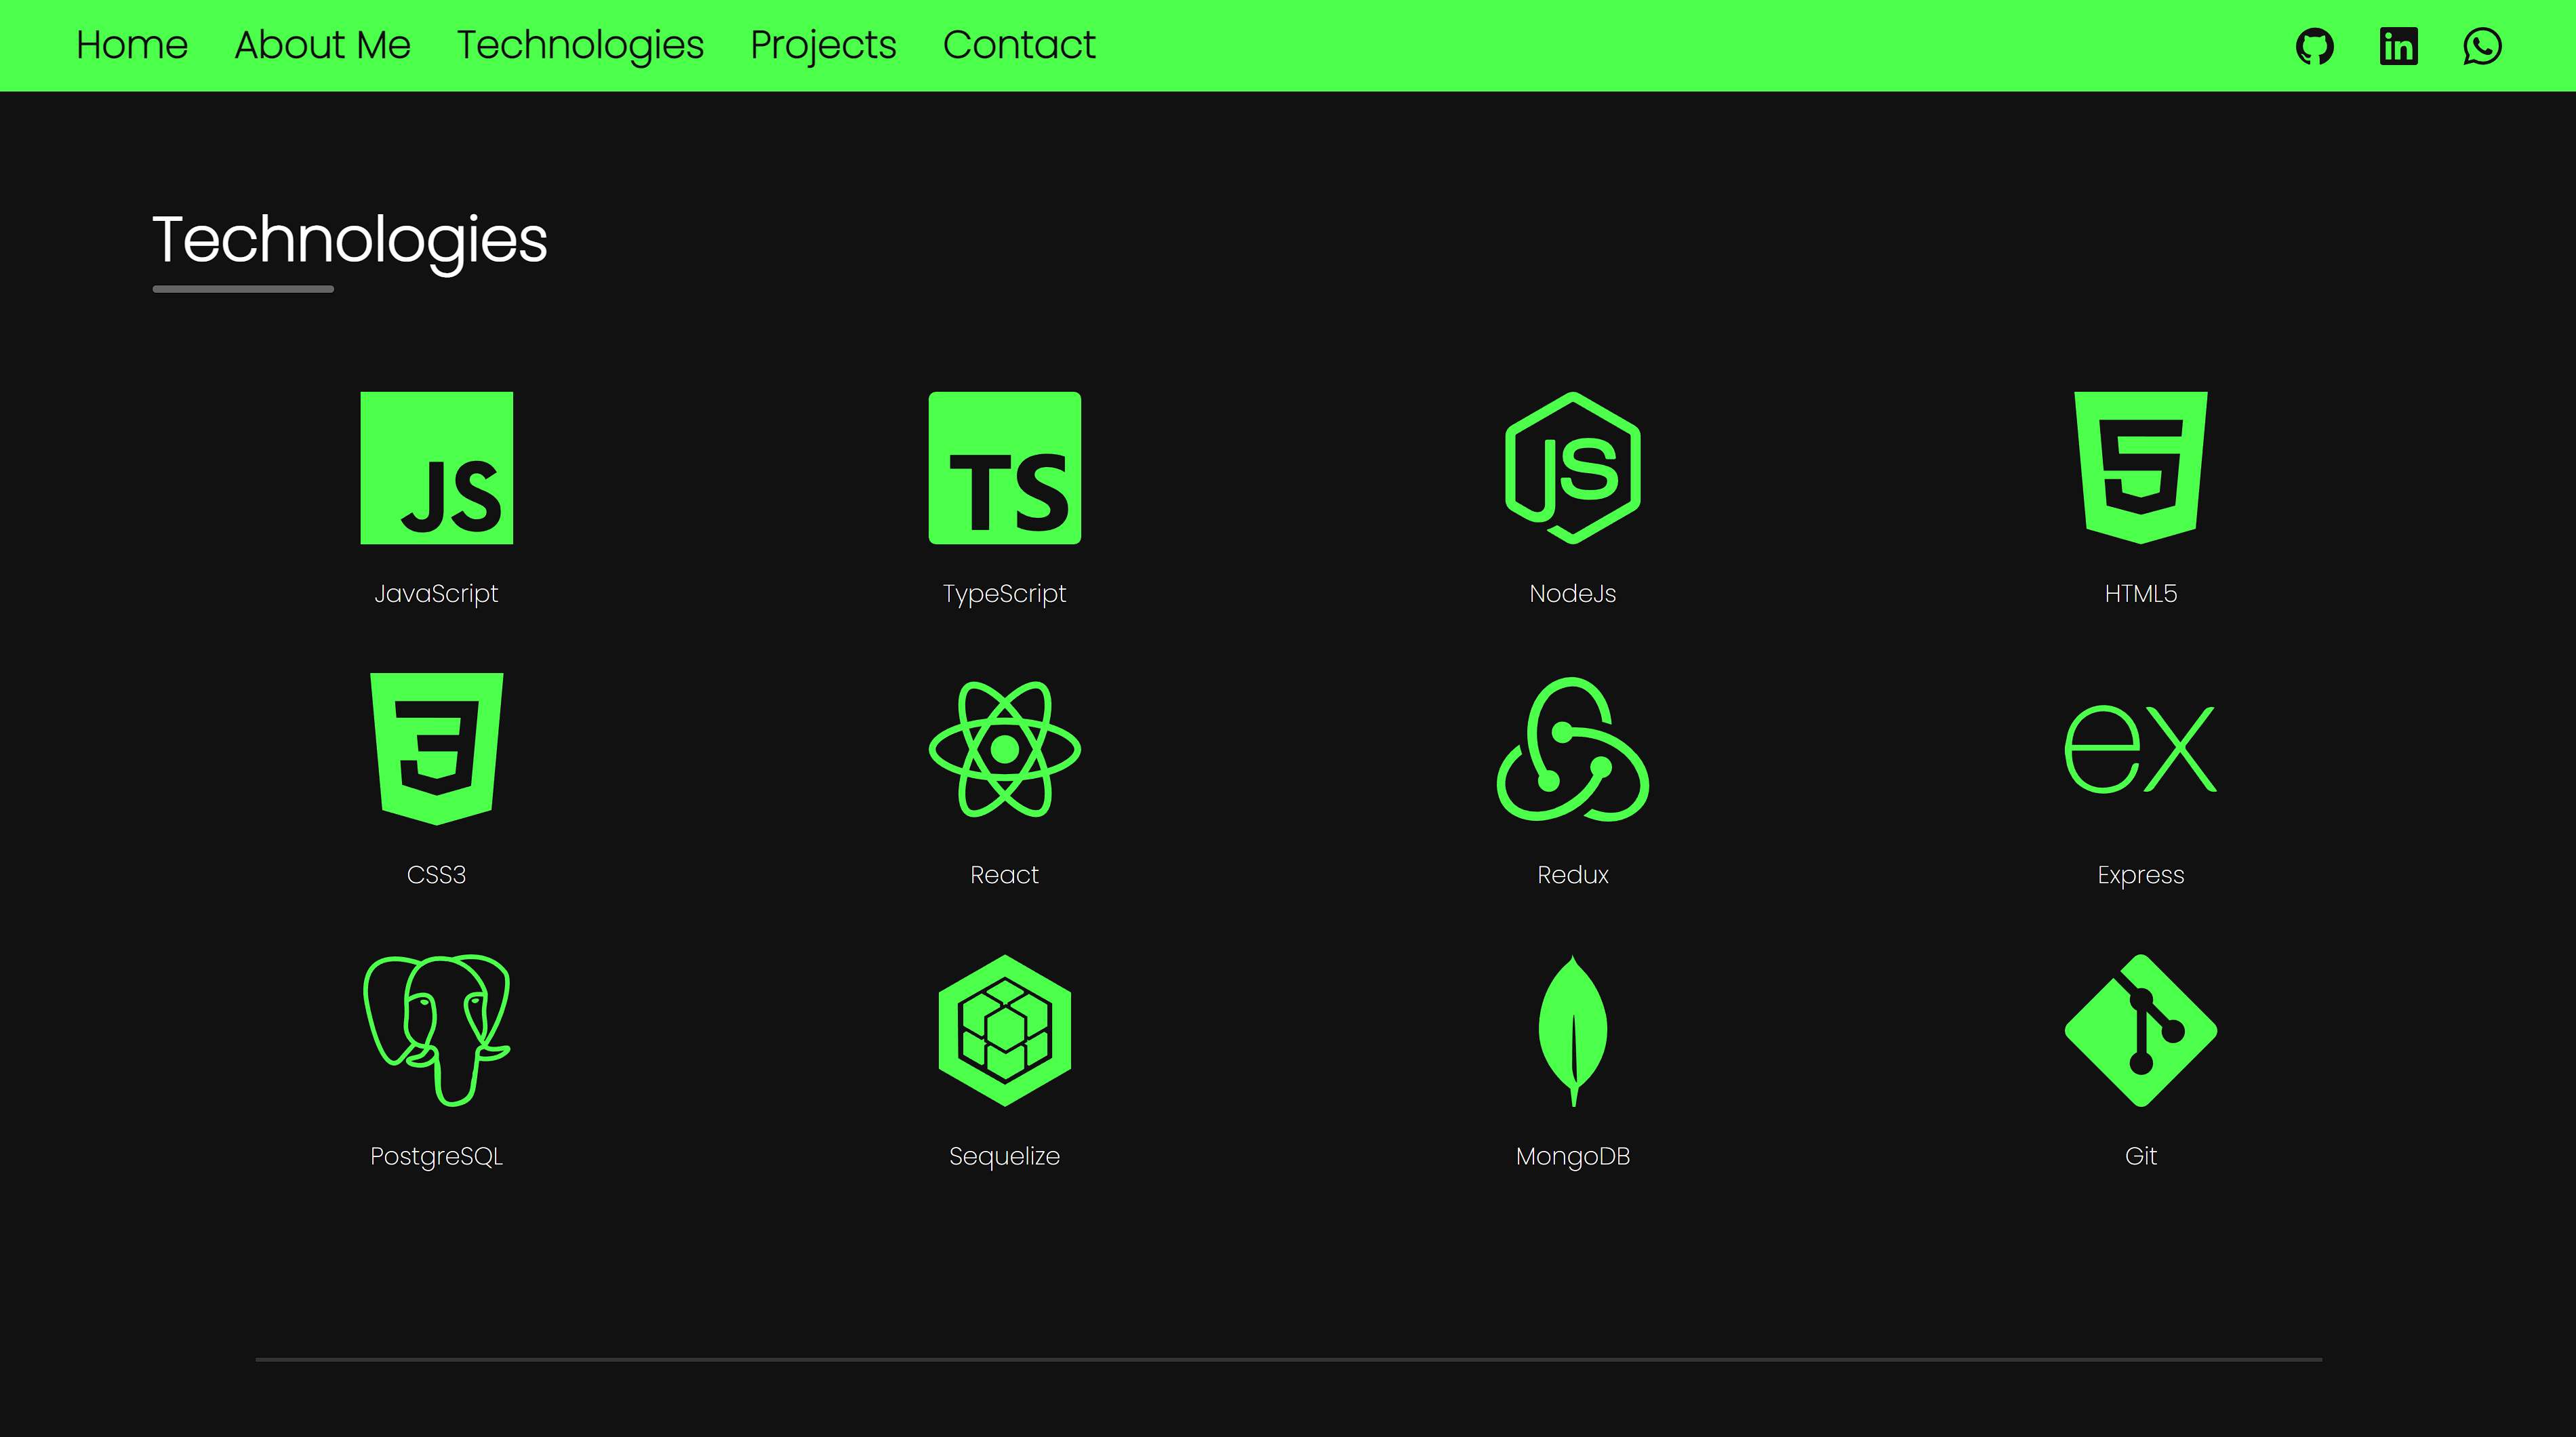 Home About Me Technologies Projects Contact in
Technologies
JS TS JS 5
JavaScript TypeScript NodeJs HTML5
3 ex
CSS3 React Redux Express
PostgreSQL Sequelize MongoDB Git